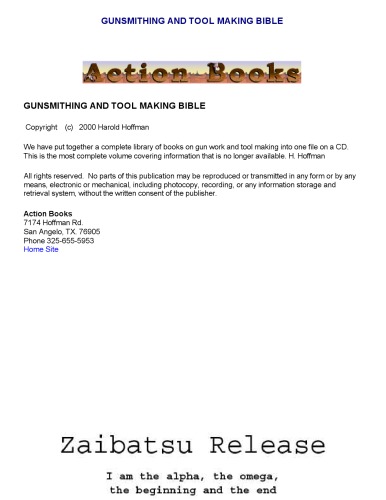 GUNSMITHING AND TOOL MAKING BIBLE
Action Books
GUNSMITHING AND TOOL MAKING BIBLE
Copyright (c) 2000 Harold Hoffman
We have put together a complete library of books on gun work and tool making into one file on a CD.
This is the most complete volume covering information that is no longer available. H. Hoffman
All rights reserved. No parts of this publication may be reproduced or transmitted in any form or by any
means, electronic or mechanical, including photocopy, recording, or any information storage and
retrieval system, without the written consent of the publisher.
Action Books
7174 Hoffman Rd.
San Angelo, TX. 76905
Phone 325-655-5953
Home Site
Zaibatsu Release
I am the alpha, the omega,
the beginning and the end